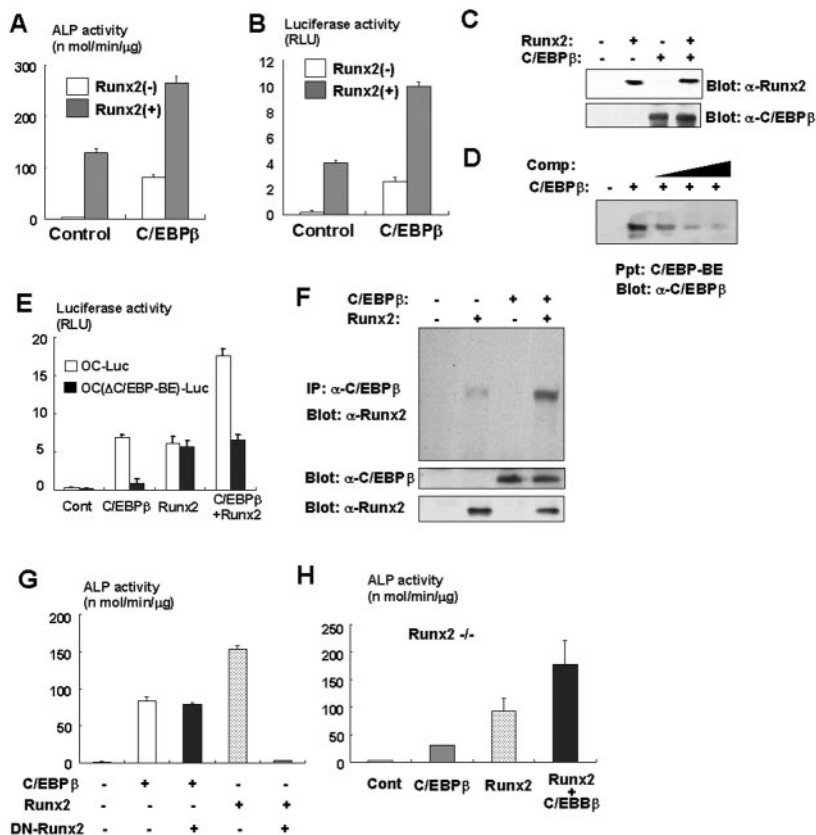 A
ALP activity
(n mol/min/μg)
300
200
100
0
Runx2(-)
Runx2(+)
Control C/EBPβ
B
Luciferase activity
(RLU)
12
10
8
6
4
2
0
Runx2(-)
Runx2(+)
Control C/EBPβ
C
Runx2: - + - +
C/EBPβ: - - + +
Blot: α-Runx2
Blot: α-C/EBPβ
D
Comp:
C/EBPβ: - + + + +
Ppt: C/EBP-BE
Blot: α-C/EBPβ
E
Luciferase activity
(RLU)
20
15
10
5
0
OC-Luc
OC(ΔC/EBP-BE)-Luc
Cont C/EBPβ Runx2 C/EBPβ
+Runx2
F
C/EBPβ: - - + +
Runx2: - + - +
IP: α-C/EBPβ
Blot: α-Runx2
Blot: α-C/EBPβ
Blot: α-Runx2
G
ALP activity
(n mol/min/μg)
200
150
100
50
0
C/EBPβ - + + - -
Runx2 - - - + +
DN-Runx2 - - + - +
H
ALP activity
(n mol/min/μg)
Runx2 -/-
250
200
150
100
50
0
Cont C/EBPβ Runx2 Runx2
+
C/EBBβ